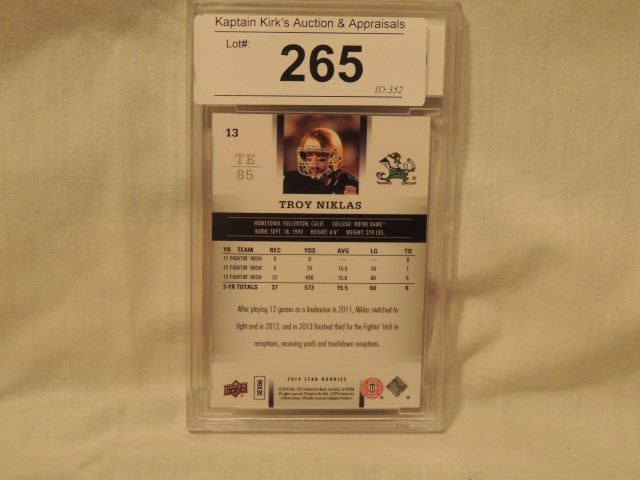 Kaptain Kirk's Auction & Appraisals
Lot#:
265
ID:352
13
TE
85
TROY NIKLAS
HOMETOWN: FULLERTON, CALIF. COLLEGE: NOTRE DAME®
BORN: SEPT. 18, 1992 HEIGHT: 6'6" WEIGHT: 270 LBS.
YR TEAM REC YDS AVG LG TD
11 FIGHTIN' IRISH 0 0 — — 0
12 FIGHTIN' IRISH 5 75 15.0 30 1
13 FIGHTIN' IRISH 32 498 15.6 66 5
3-YR TOTALS 37 573 15.5 66 6
After playing 12 games as a linebacker in 2011, Niklas switched to
tight end in 2012, and in 2013 finished third for the Fightin' Irish in
receptions, receiving yards and touchdown receptions.
2014 STAR ROOKIES
UPPER DECK